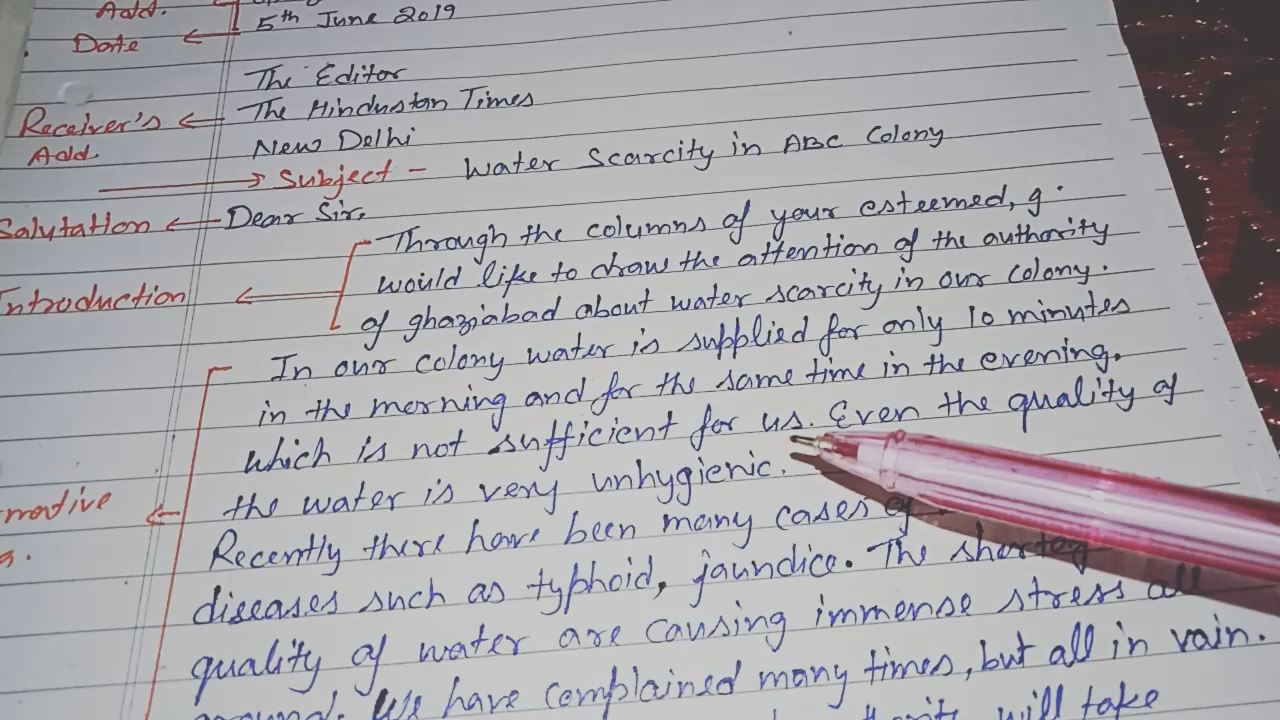 Add.
5th June 2019
Date
The Editor
Receiver's The Hindustan Times
Add. New Delhi
Subject - Water Scarcity in ABC Colony
Salutation Dear Sir,
Through the columns of your esteemed, g.
would like to draw the attention of the authority
Introduction
of ghaziabad about water scarcity in our colony.
In our colony water is supplied for only 10 minutes
in the morning and for the same time in the evening.
which is not sufficient for us. Even the quality of
the water is very unhygienic.
mative
Recently there have been many cases of
diseases such as typhoid, jaundice. The shortag
quality of water are causing immense stress all
around. We have complained many times, but all in vain.
will take